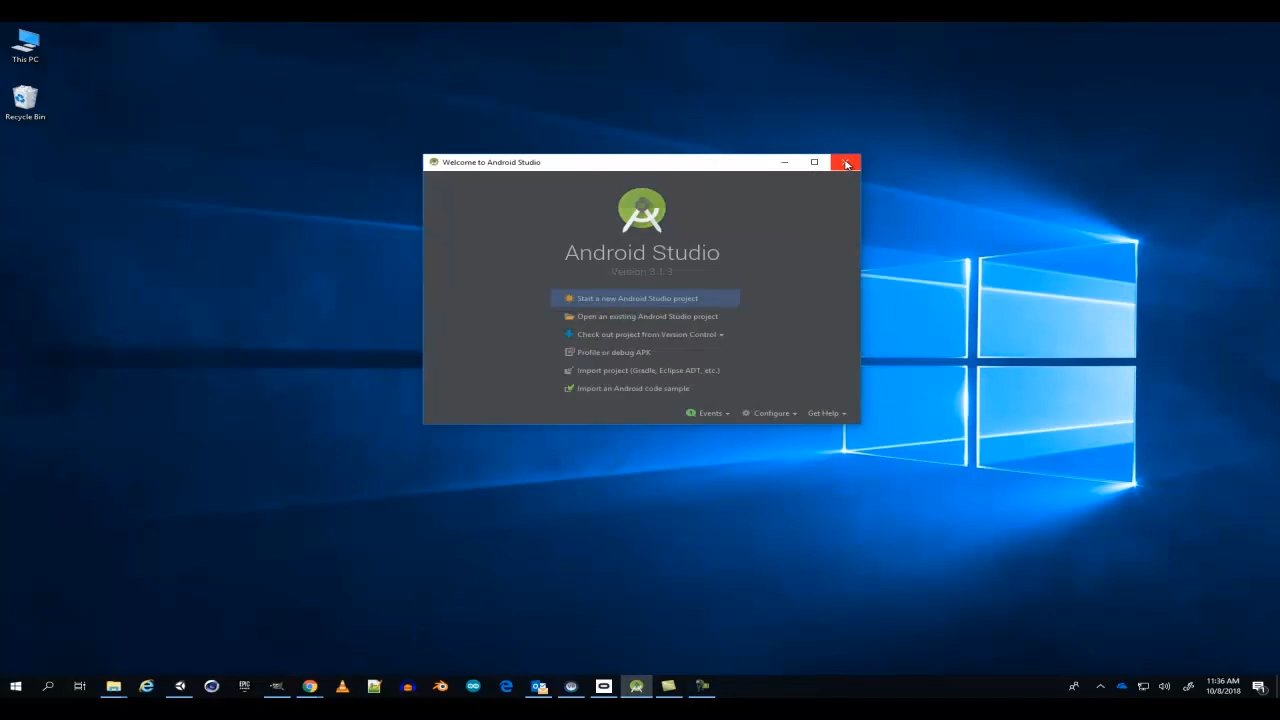 This PC
Recycle Bin
Welcome to Android Studio
Android Studio
Version 3.1.3
Start a new Android Studio project
Open an existing Android Studio project
Check out project from Version Control
Profile or debug APK
Import project (Gradle, Eclipse ADT, etc.)
Import an Android code sample
Events
Configure
Get Help
EPIC
11:36 AM
10/8/2018